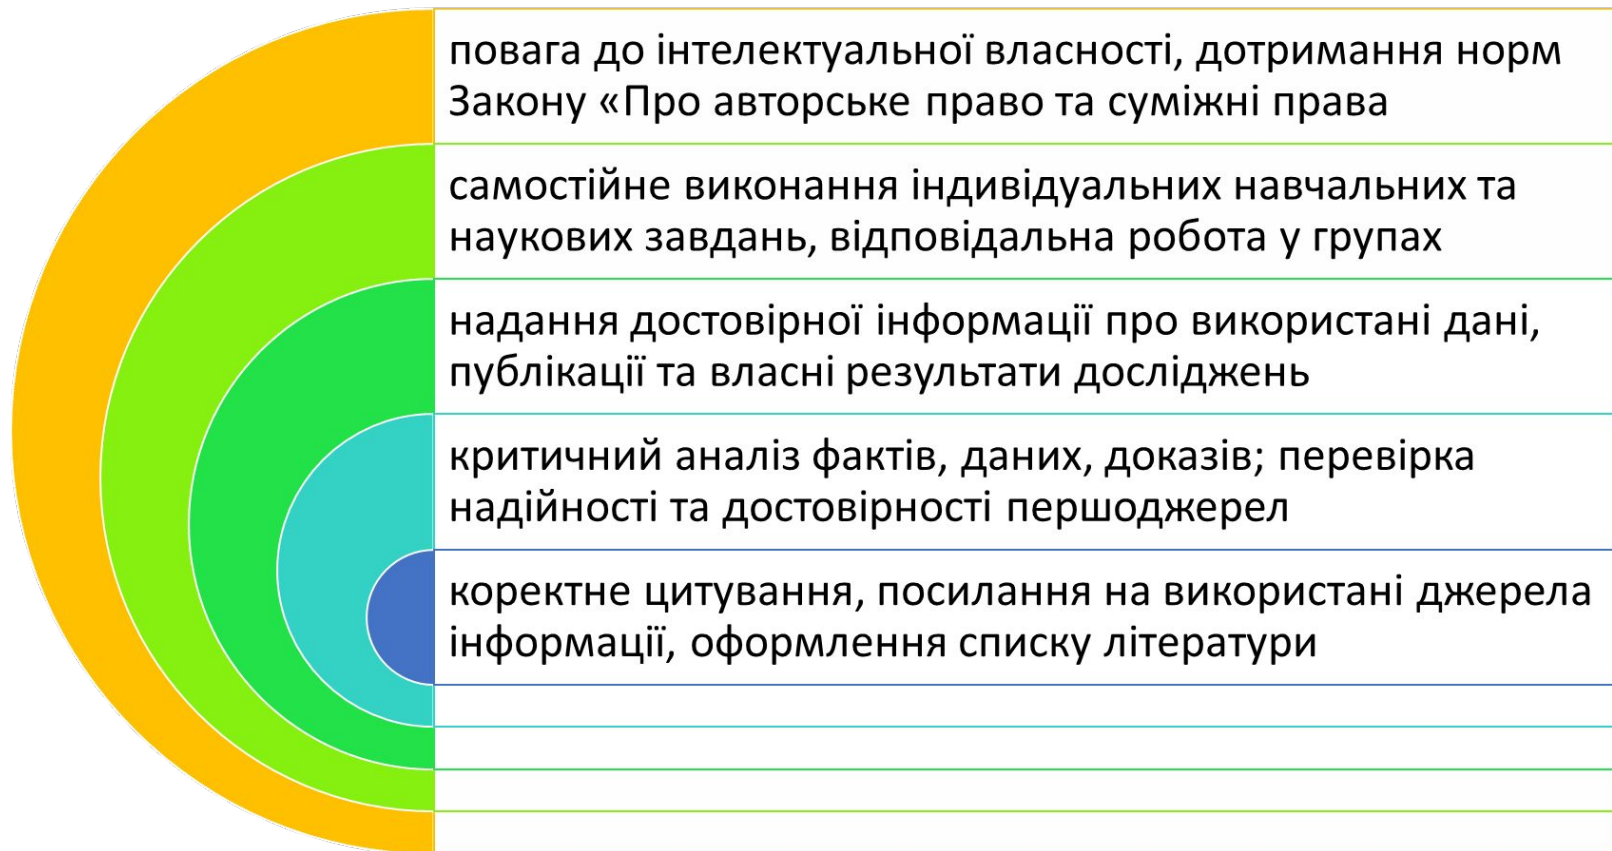 повага до інтелектуальної власності, дотримання норм
Закону «Про авторське право та суміжні права
самостійне виконання індивідуальних навчальних та
наукових завдань, відповідальна робота у групах
надання достовірної інформації про використані дані,
публікації та власні результати досліджень
критичний аналіз фактів, даних, доказів; перевірка
надійності та достовірності першоджерел
коректне цитування, посилання на використані джерела
інформації, оформлення списку літератури